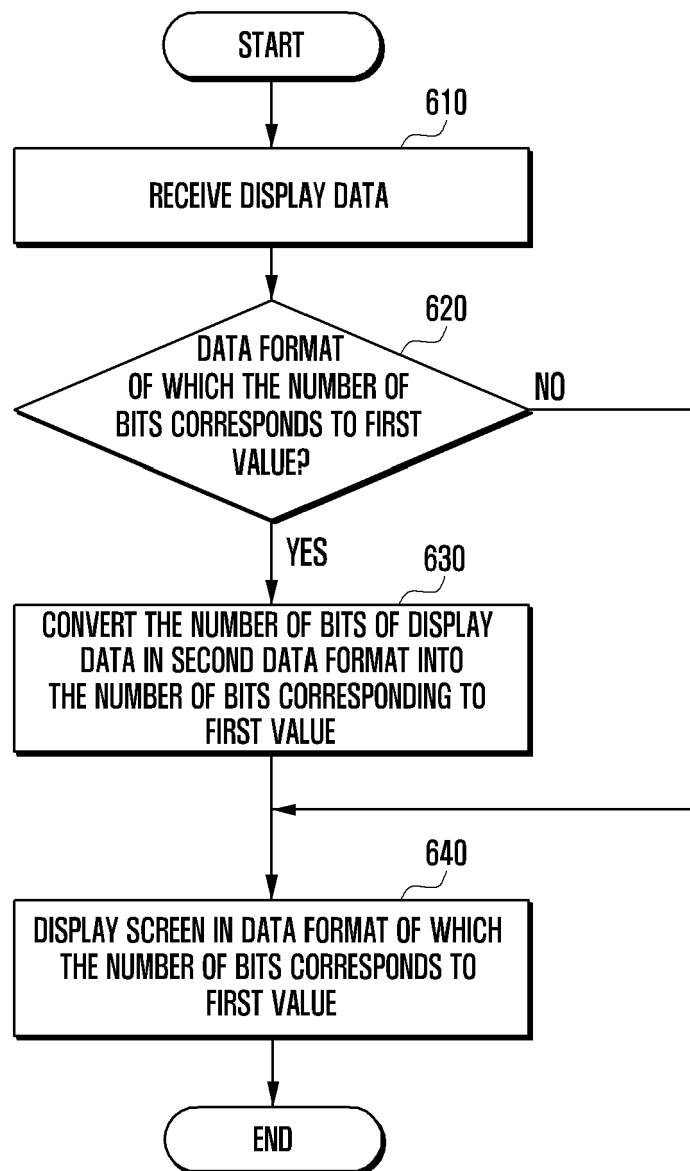 START
610
RECEIVE DISPLAY DATA
620
DATA FORMAT
OF WHICH THE NUMBER OF
BITS CORRESPONDS TO FIRST
VALUE?
NO
YES
630
CONVERT THE NUMBER OF BITS OF DISPLAY
DATA IN SECOND DATA FORMAT INTO
THE NUMBER OF BITS CORRESPONDING TO
FIRST VALUE
640
DISPLAY SCREEN IN DATA FORMAT OF WHICH
THE NUMBER OF BITS CORRESPONDS TO
FIRST VALUE
END